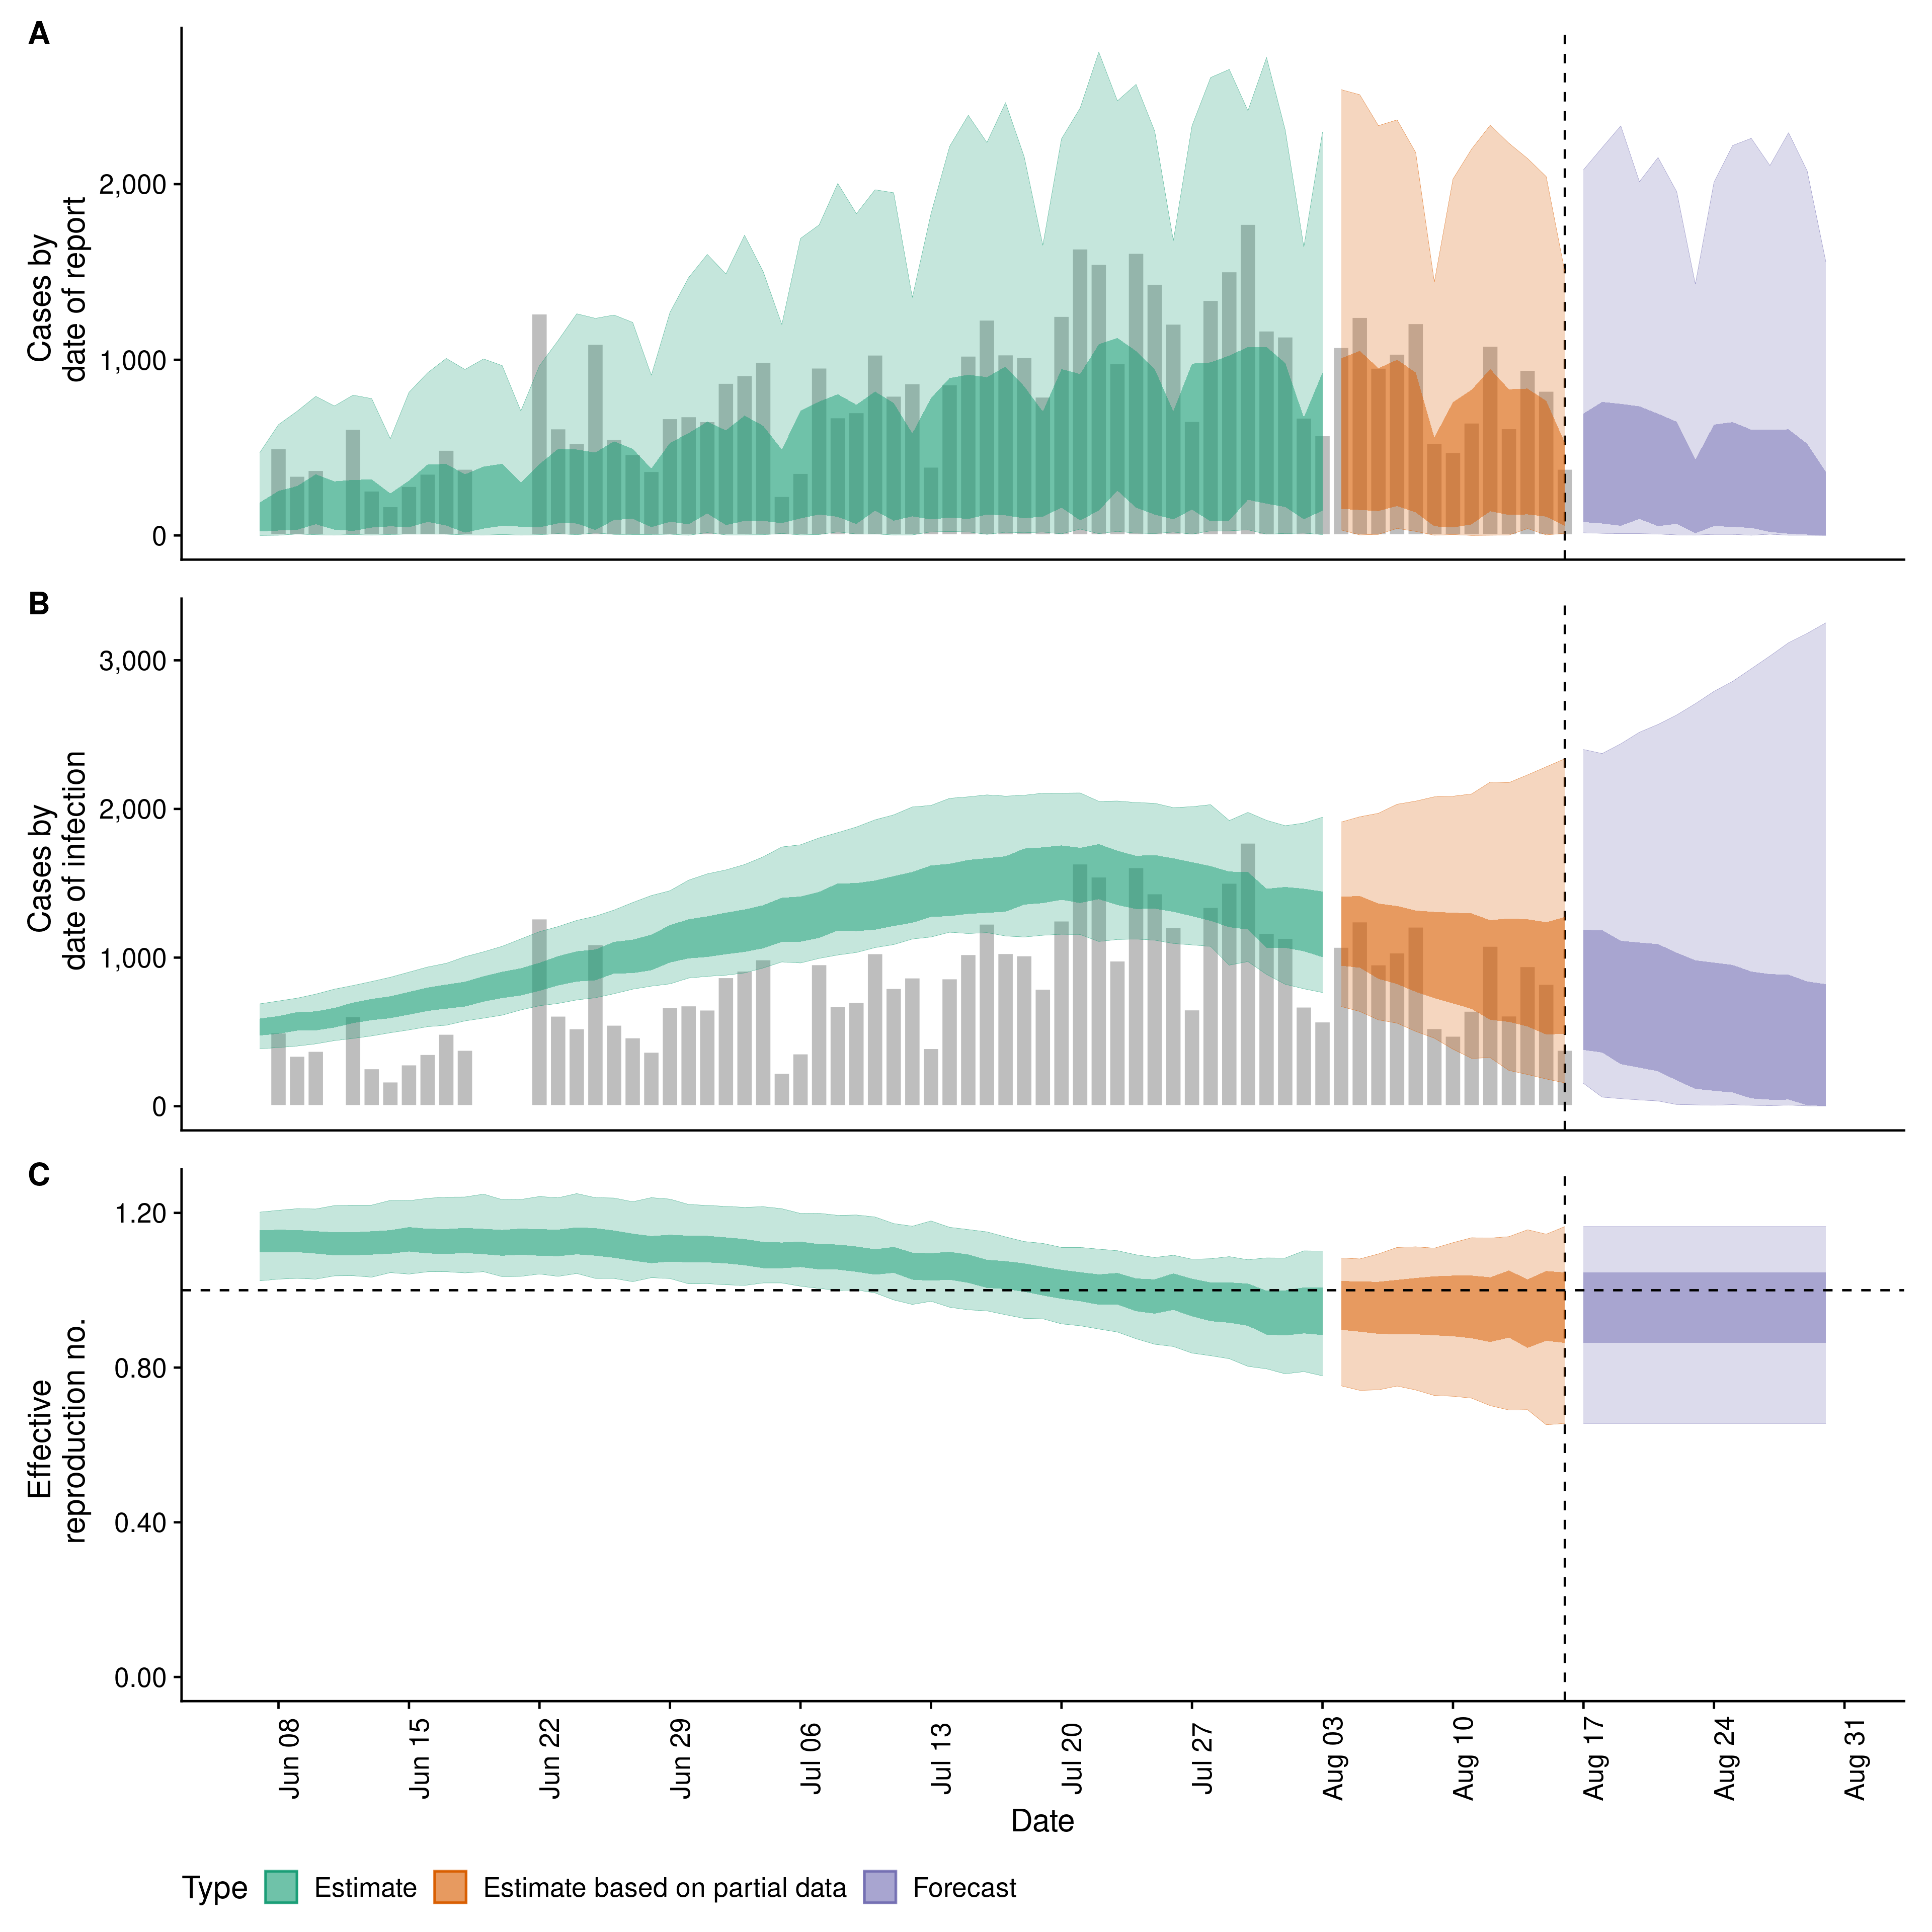 A
Cases by
date of report
2,000
1,000
0
B
Cases by
date of infection
3,000
2,000
1,000
0
C
Effective
reproduction no.
1.20
0.80
0.40
0.00
Jun 08
Jun 15
Jun 22
Jun 29
Jul 06
Jul 13
Jul 20
Jul 27
Aug 03
Aug 10
Aug 17
Aug 24
Aug 31
Date
Type Estimate Estimate based on partial data Forecast